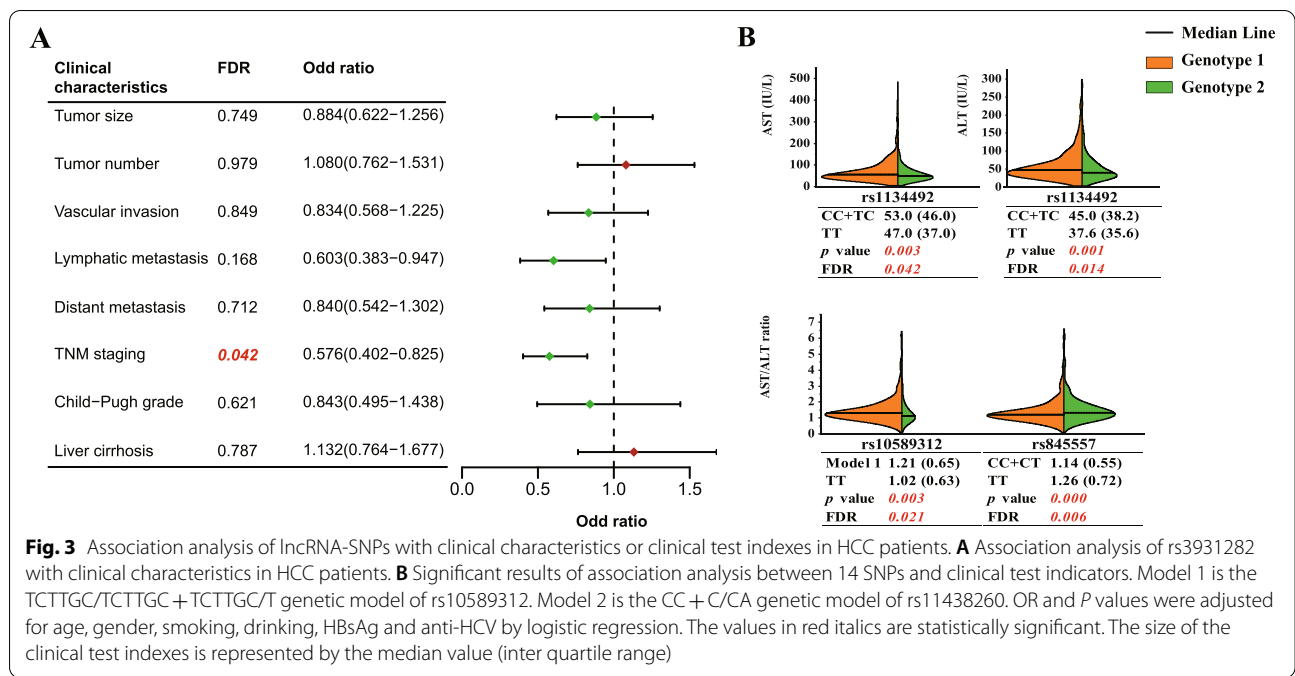 A
Clinical characteristics FDR Odd ratio
Tumor size 0.749 0.884(0.622−1.256)
Tumor number 0.979 1.080(0.762−1.531)
Vascular invasion 0.849 0.834(0.568−1.225)
Lymphatic metastasis 0.168 0.603(0.383−0.947)
Distant metastasis 0.712 0.840(0.542−1.302)
TNM staging 0.042 0.576(0.402−0.825)
Child−Pugh grade 0.621 0.843(0.495−1.438)
Liver cirrhosis 0.787 1.132(0.764−1.677)
0.0 0.5 1.0 1.5
Odd ratio
B
Median Line
Genotype 1
Genotype 2
AST (IU/L)
500
400
300
200
100
0
rs1134492
CC+TC 53.0 (46.0)
TT 47.0 (37.0)
p value 0.003
FDR 0.042
ALT (IU/L)
300
250
200
150
100
50
0
rs1134492
CC+TC 45.0 (38.2)
TT 37.6 (35.6)
p value 0.001
FDR 0.014
AST/ALT ratio
7
6
5
4
3
2
1
0
rs10589312
Model 1 1.21 (0.65)
TT 1.02 (0.63)
p value 0.003
FDR 0.021
rs845557
CC+CT 1.14 (0.55)
TT 1.26 (0.72)
p value 0.000
FDR 0.006
Fig. 3 Association analysis of lncRNA-SNPs with clinical characteristics or clinical test indexes in HCC patients. A Association analysis of rs3931282
with clinical characteristics in HCC patients. B Significant results of association analysis between 14 SNPs and clinical test indicators. Model 1 is the
TCTTGC/TCTTGC + TCTTGC/T genetic model of rs10589312. Model 2 is the CC + C/CA genetic model of rs11438260. OR and P values were adjusted
for age, gender, smoking, drinking, HBsAg and anti-HCV by logistic regression. The values in red italics are statistically significant. The size of the
clinical test indexes is represented by the median value (inter quartile range)